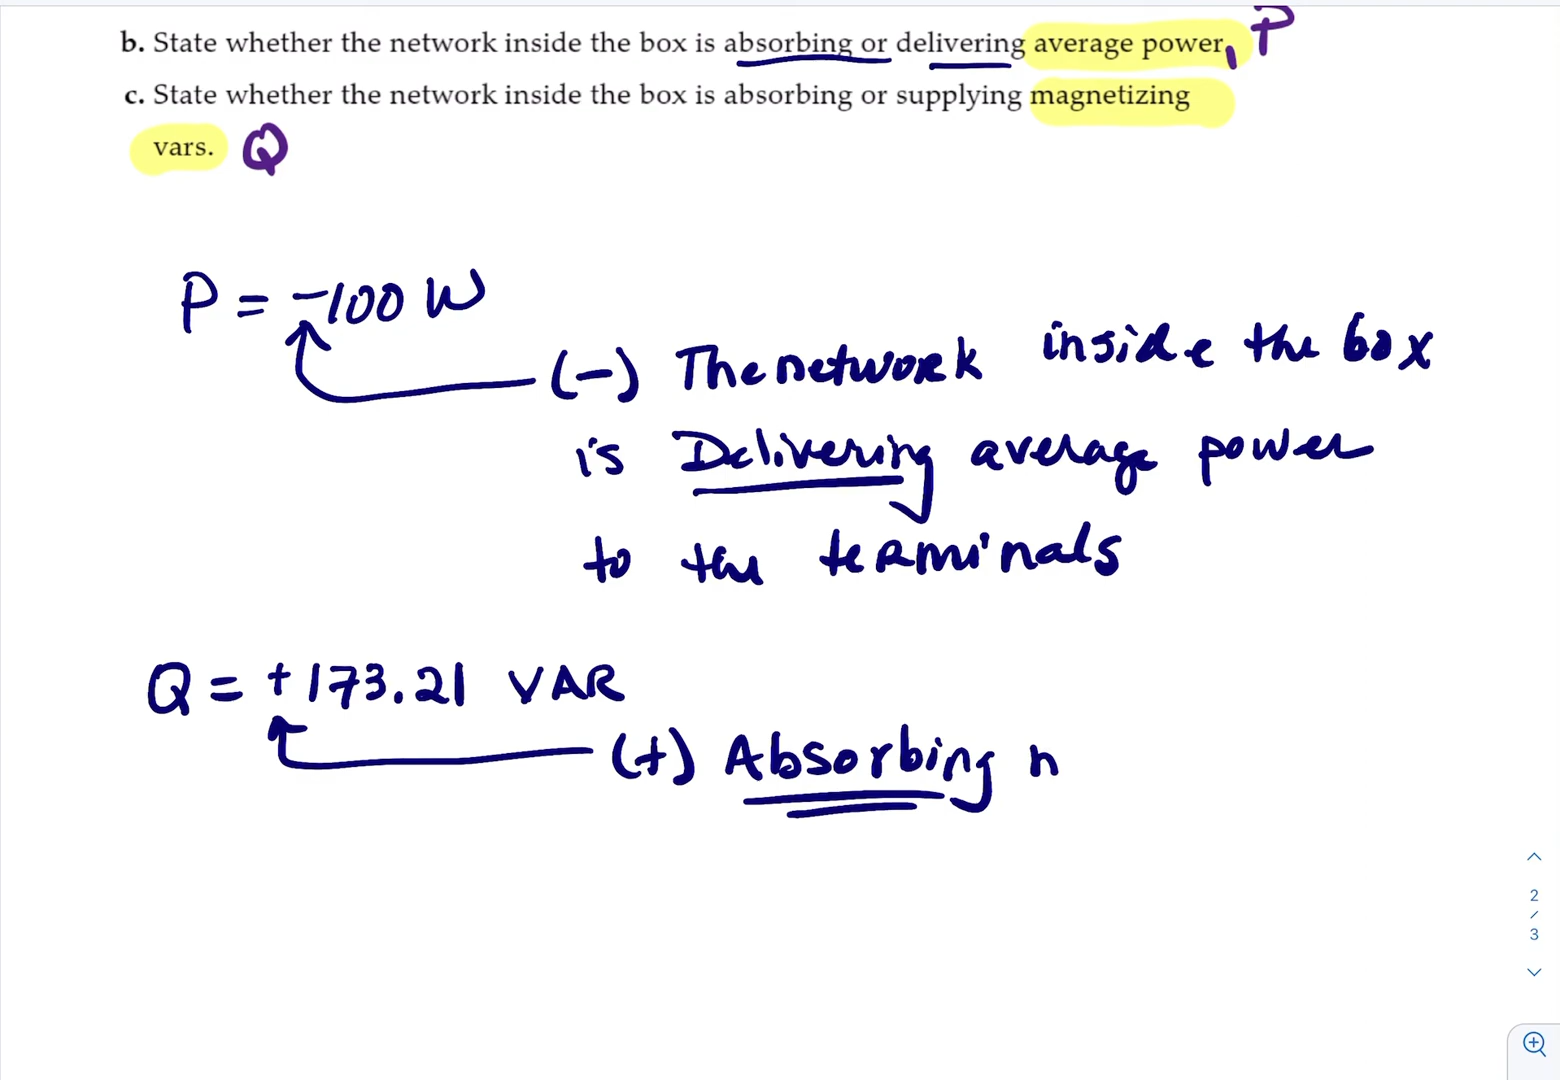 b. State whether the network inside the box is absorbing or delivering average power, P
c. State whether the network inside the box is absorbing or supplying magnetizing
vars. Q
P = -100 W
(-) The network inside the box
is Delivering average power
to the terminals
Q = +173.21 VAR
(+) Absorbing n
2
/
3